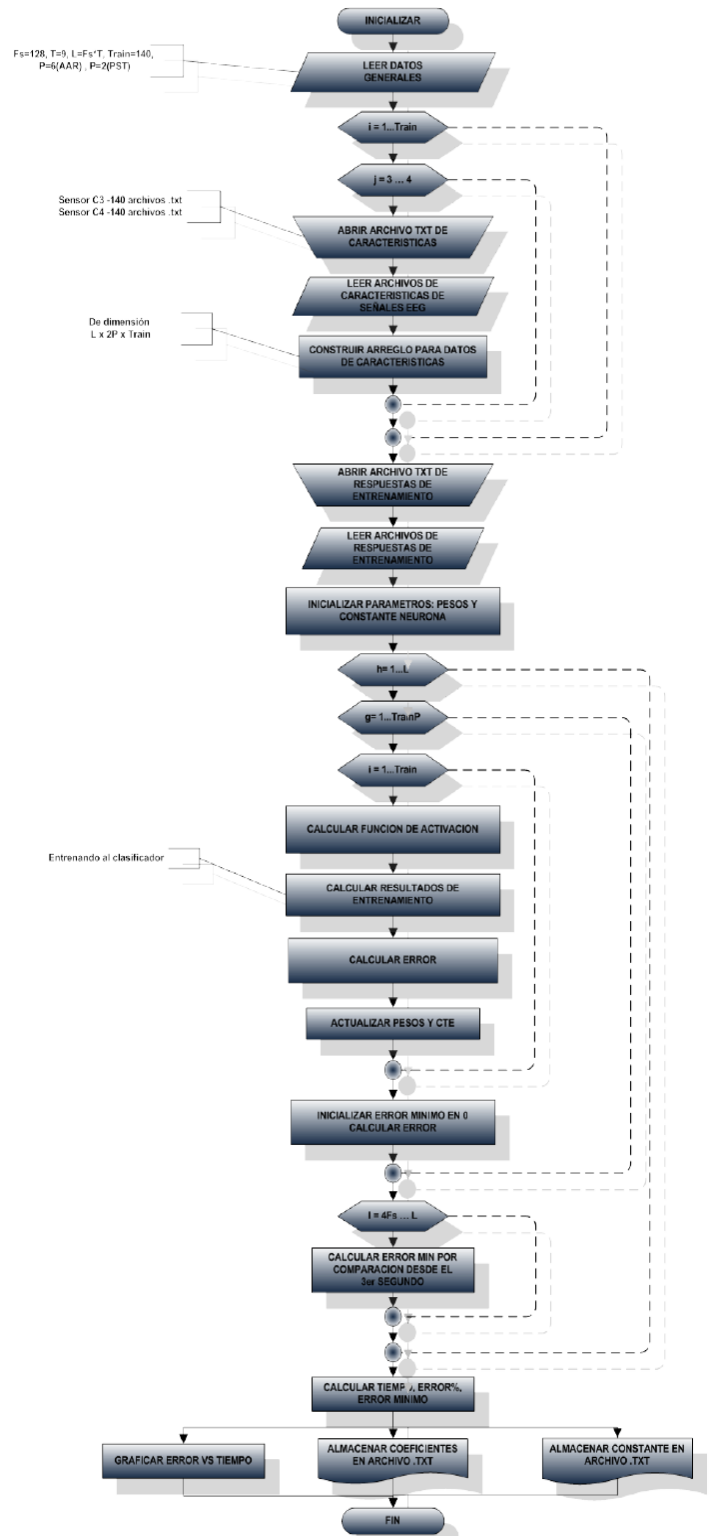 INICIALIZAR
Fs=128, T=9, L=Fs*T, Train=140,
P=6(AAR) , P=2(PST)
LEER DATOS
GENERALES
i = 1...Train
j = 3 ... 4
Sensor C3 -140 archivos .txt
Sensor C4 -140 archivos .txt
ABRIR ARCHIVO TXT DE
CARACTERISTICAS
LEER ARCHIVOS DE
CARACTERISTICAS DE
SEÑALES EEG
De dimensión
L x 2P x Train
CONSTRUIR ARREGLO PARA DATOS
DE CARACTERISTICAS
ABRIR ARCHIVO TXT DE
RESPUESTAS DE
ENTRENAMIENTO
LEER ARCHIVOS DE
RESPUESTAS DE
ENTRENAMIENTO
INICIALIZAR PARAMETROS: PESOS Y
CONSTANTE NEURONA
h= 1...L
g= 1...TrainP
i = 1...Train
CALCULAR FUNCION DE ACTIVACION
Entrenando al clasificador
CALCULAR RESULTADOS DE
ENTRENAMIENTO
CALCULAR ERROR
ACTUALIZAR PESOS Y CTE
INICIALIZAR ERROR MINIMO EN 0
CALCULAR ERROR
l = 4Fs ... L
CALCULAR ERROR MIN POR
COMPARACION DESDE EL
3er SEGUNDO
CALCULAR TIEMPO, ERROR%,
ERROR MINIMO
GRAFICAR ERROR VS TIEMPO
ALMACENAR COEFICIENTES
EN ARCHIVO .TXT
ALMACENAR CONSTANTE EN
ARCHIVO .TXT
FIN